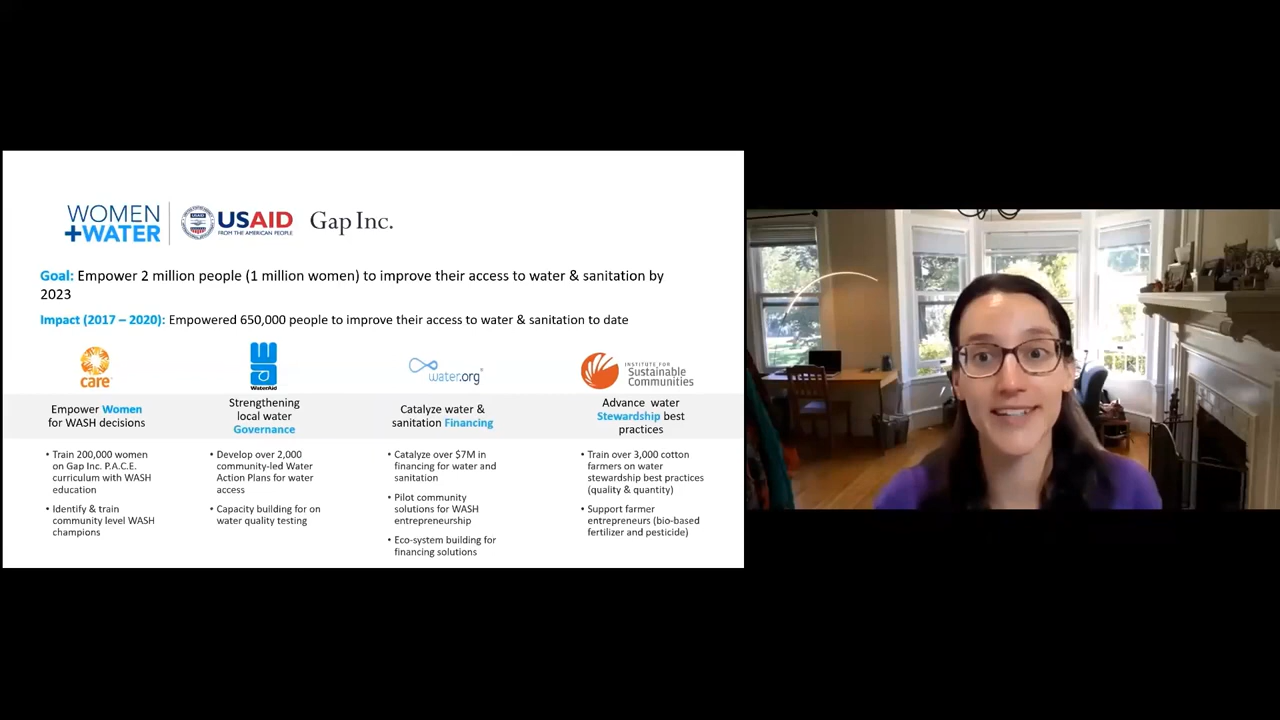 WOMEN
+WATER
USAID
USAID
FROM THE AMERICAN PEOPLE
Gap Inc.
Goal: Empower 2 million people (1 million women) to improve their access to water & sanitation by
2023
Impact (2017 – 2020): Empowered 650,000 people to improve their access to water & sanitation to date
care
WaterAid
water.org
INSTITUTE FOR
Sustainable
Communities
Empower Women
for WASH decisions
Strengthening
local water
Governance
Catalyze water &
sanitation Financing
Advance water
Stewardship best
practices
• Train 200,000 women
on Gap Inc. P.A.C.E.
curriculum with WASH
education
• Identify & train
community level WASH
champions
• Develop over 2,000
community-led Water
Action Plans for water
access
• Capacity building for on
water quality testing
• Catalyze over $7M in
financing for water and
sanitation
• Pilot community
solutions for WASH
entrepreneurship
• Eco-system building for
financing solutions
• Train over 3,000 cotton
farmers on water
stewardship best practices
(quality & quantity)
• Support farmer
entrepreneurs (bio-based
fertilizer and pesticide)